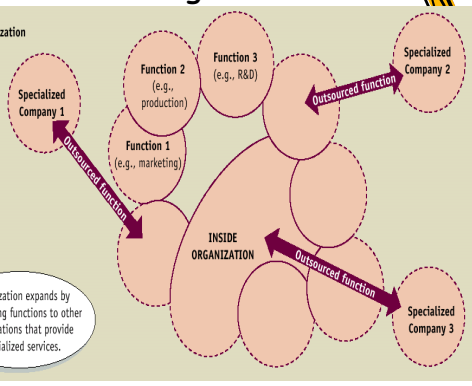 zation
Specialized
Company 1
Function 2
(e.g.,
production)
Function 3
(e.g., R&D)
Specialized
Company 2
Outsourced function
Function 1
(e.g., marketing)
Outsourced function
INSIDE
ORGANIZATION
Outsourced function
Specialized
Company 3
zation expands by
ng functions to other
ations that provide
ialized services.